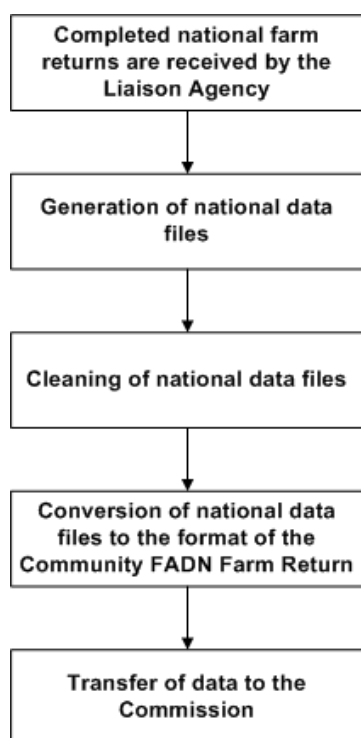 Completed national farm
returns are received by the
Liaison Agency
Generation of national data
files
Cleaning of national data files
Conversion of national data
files to the format of the
Community FADN Farm Return
Transfer of data to the
Commission